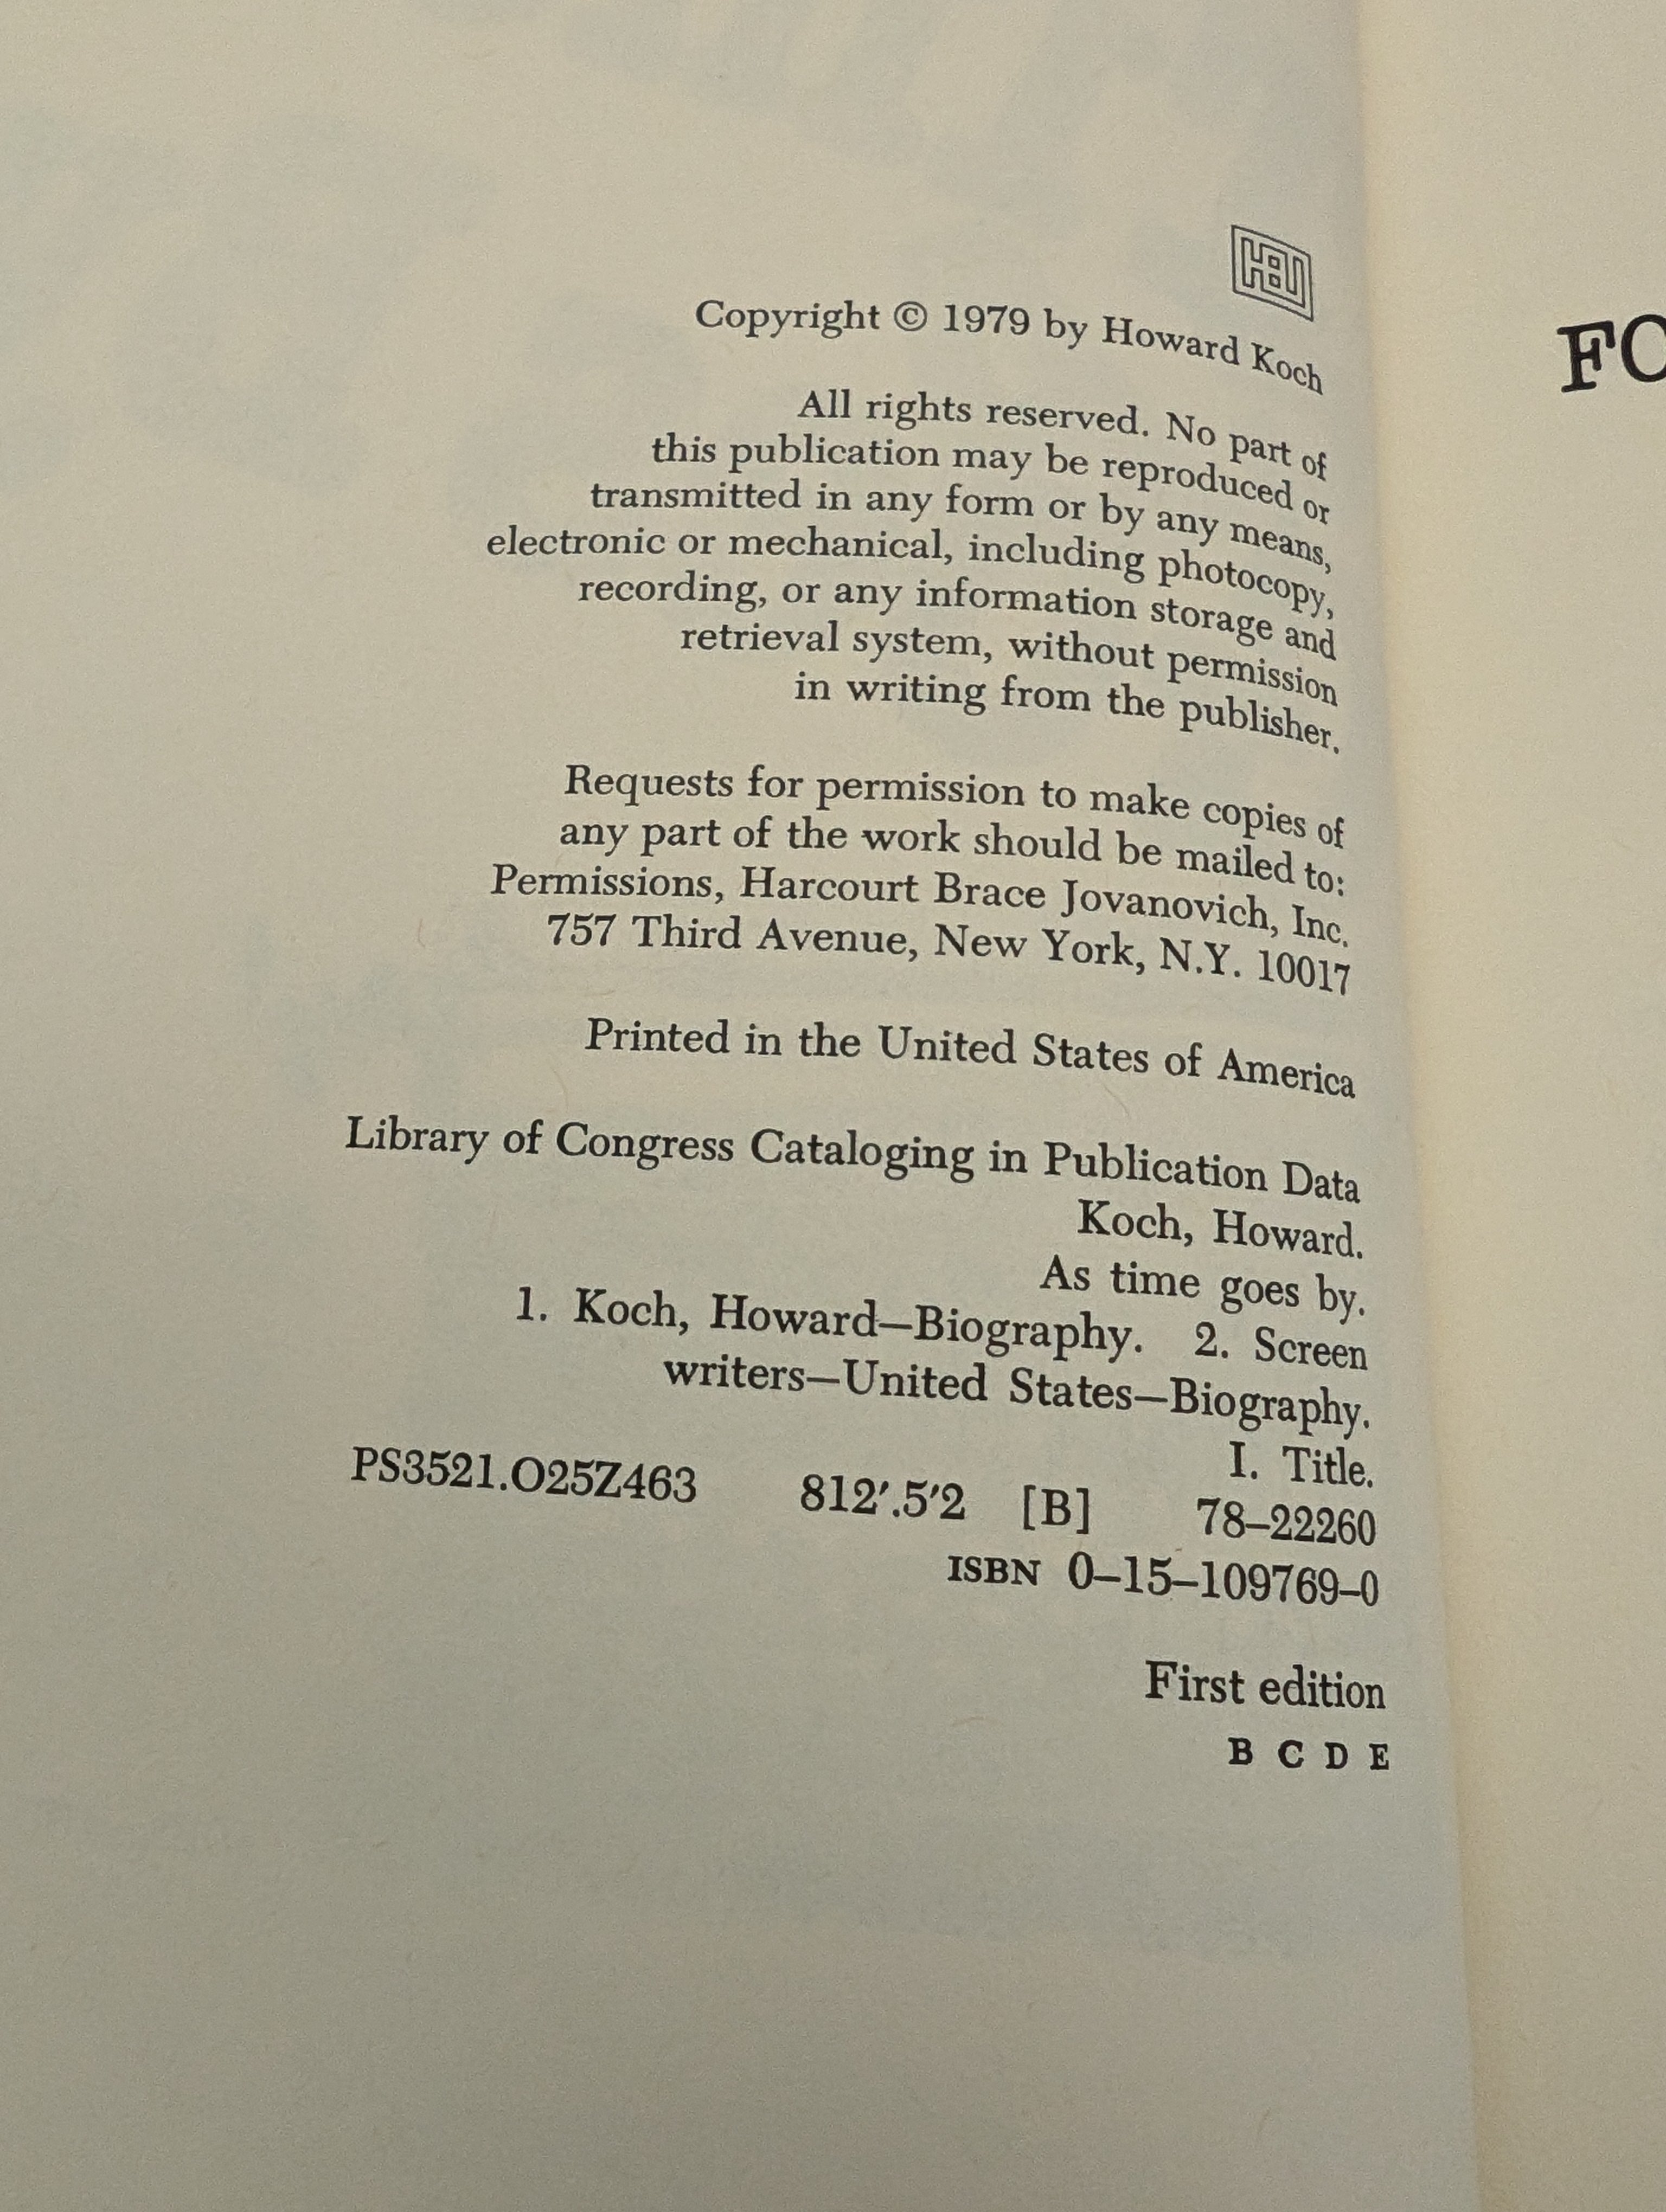 HBJ
Copyright © 1979 by Howard Koch
All rights reserved. No part of
this publication may be reproduced or
transmitted in any form or by any means,
electronic or mechanical, including photocopy,
recording, or any information storage and
retrieval system, without permission
in writing from the publisher.
Requests for permission to make copies of
any part of the work should be mailed to:
Permissions, Harcourt Brace Jovanovich, Inc.
757 Third Avenue, New York, N.Y. 10017
Printed in the United States of America
Library of Congress Cataloging in Publication Data
Koch, Howard.
As time goes by.
1. Koch, Howard—Biography. 2. Screen
writers—United States—Biography.
I. Title.
PS3521.O25Z463 812'.5'2 [B] 78–22260
ISBN 0–15–109769–0
First edition
B C D E
FO